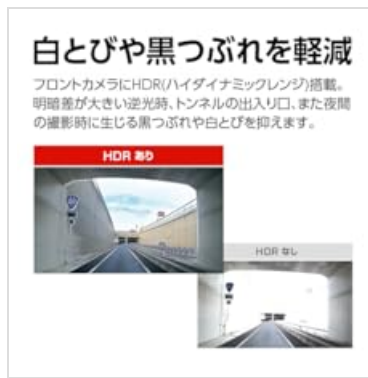 白とびや黒つぶれを軽減
フロントカメラにHDR(ハイダイナミックレンジ)搭載。
明暗差が大きい逆光時、トンネルの出入り口、また夜間
の撮影時に生じる黒つぶれや白とびを抑えます。
HDR あり
HDR なし